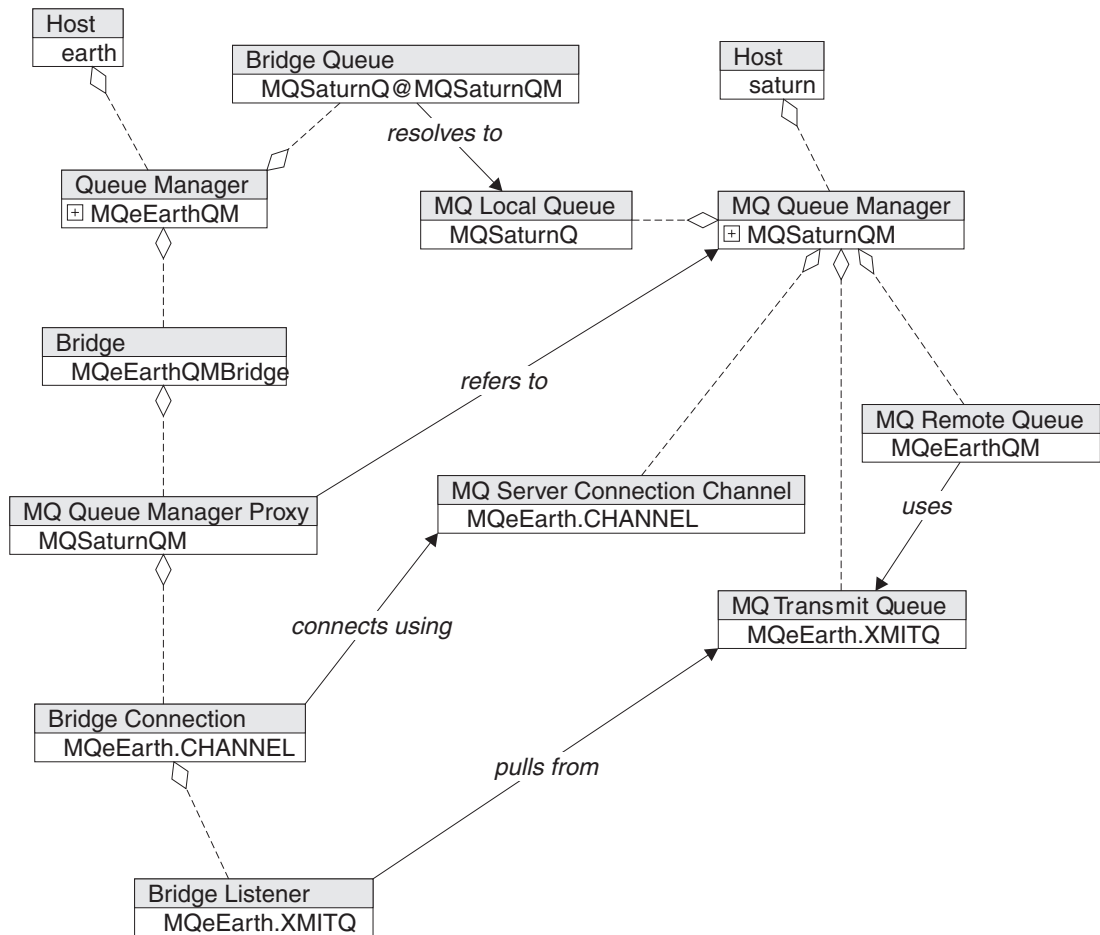 Host
earth
Bridge Queue
MQSaturnQ@MQSaturnQM
Host
saturn
resolves to
Queue Manager
MQeEarthQM
MQ Local Queue
MQSaturnQ
MQ Queue Manager
MQSaturnQM
Bridge
MQeEarthQMBridge
refers to
MQ Remote Queue
MQeEarthQM
MQ Queue Manager Proxy
MQSaturnQM
MQ Server Connection Channel
MQeEarth.CHANNEL
uses
connects using
MQ Transmit Queue
MQeEarth.XMITQ
Bridge Connection
MQeEarth.CHANNEL
pulls from
Bridge Listener
MQeEarth.XMITQ